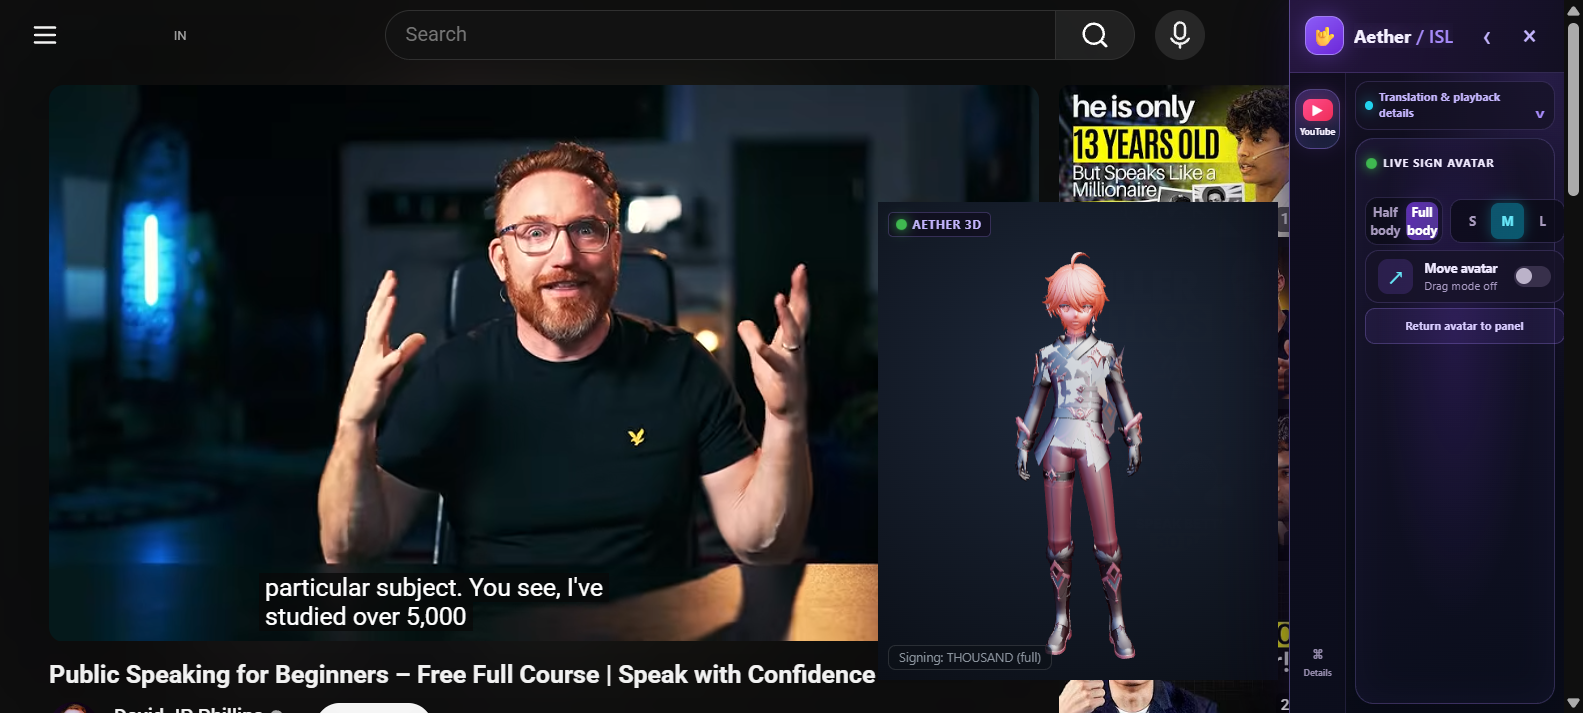 IN
Search
Aether / ISL
YouTube
Translation & playback
details
LIVE SIGN AVATAR
Half
body
Full
body
S
M
L
Move avatar
Drag mode off
Return avatar to panel
Details
he is only
13 YEARS OLD
But Speaks Like a
Millionaire
AETHER 3D
Signing: THOUSAND (full)
particular subject. You see, I've
studied over 5,000
Public Speaking for Beginners – Free Full Course | Speak with Confidence